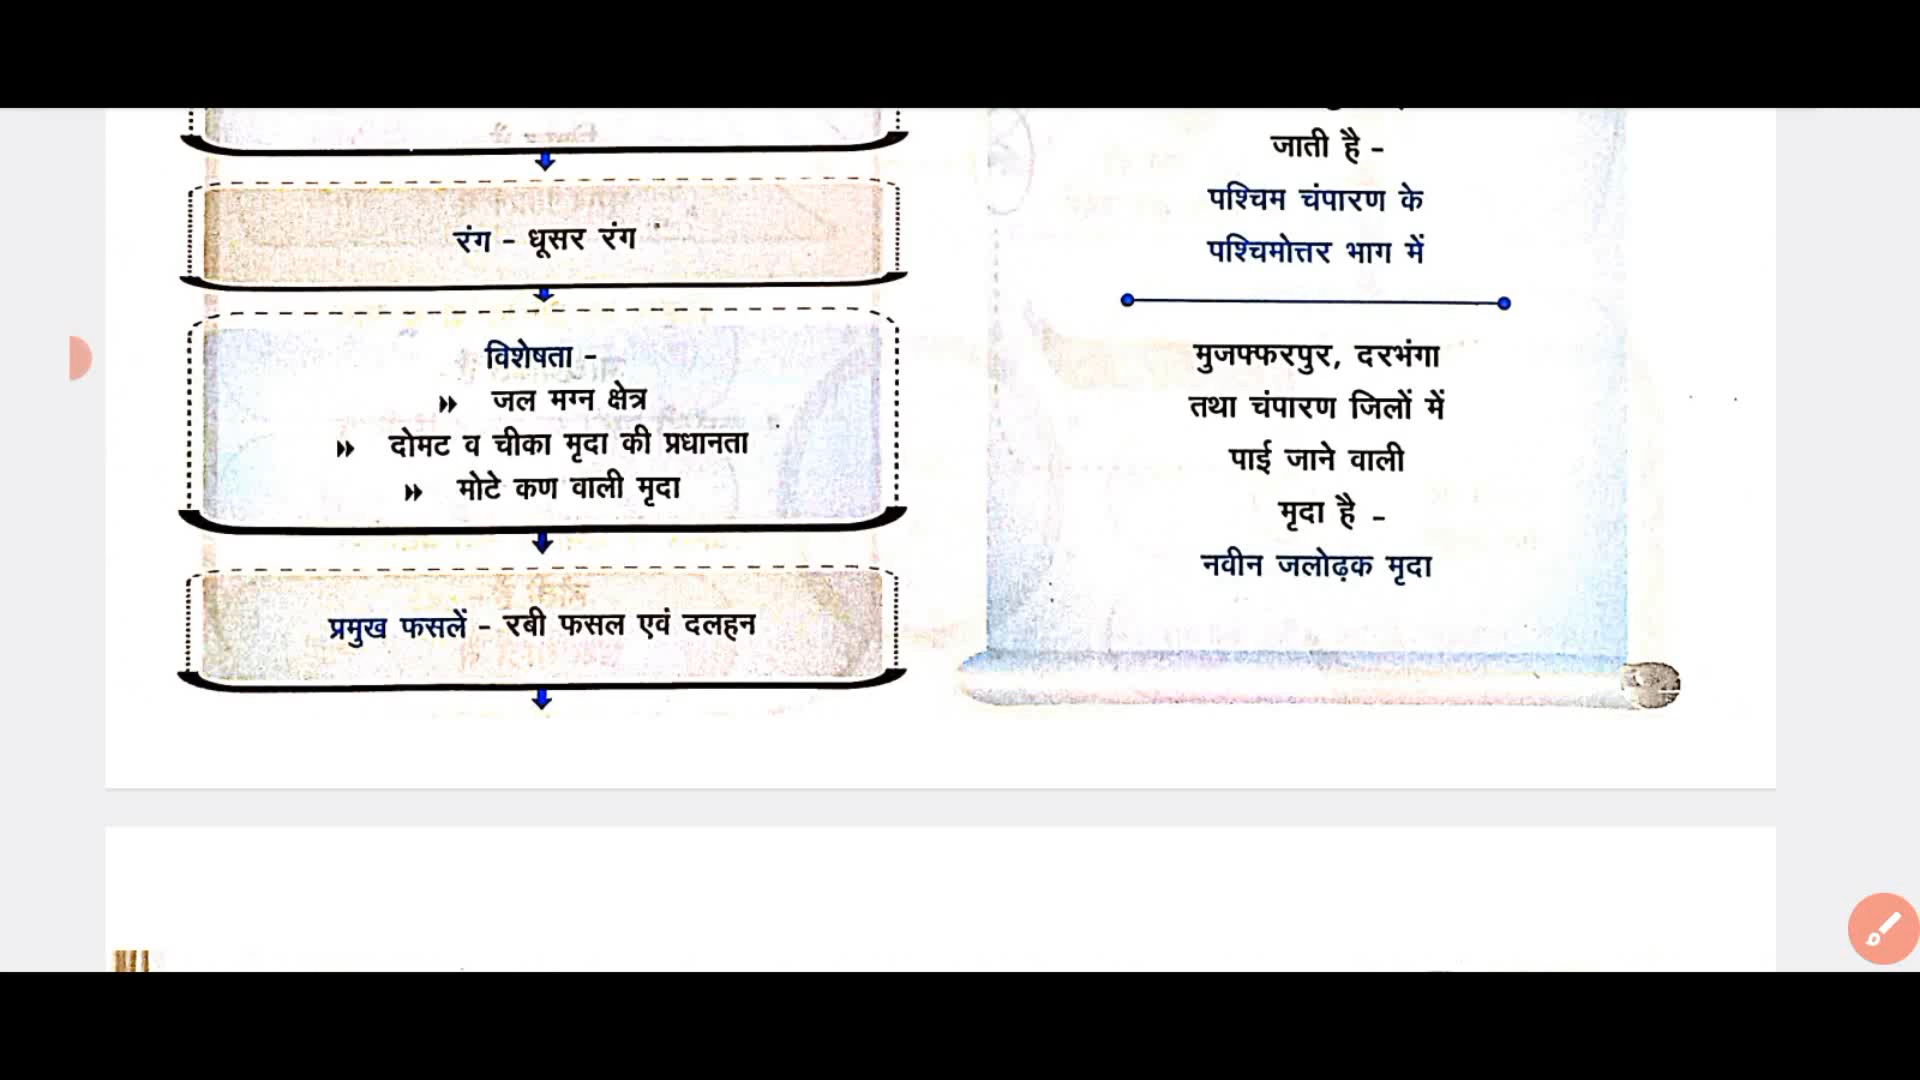 रंग - धूसर रंग
विशेषता -
जल मग्न क्षेत्र
दोमट व चीका मृदा की प्रधानता
मोटे कण वाली मृदा
प्रमुख फसलें - रबी फसल एवं दलहन
जाती है -
पश्चिम चंपारण के
पश्चिमोत्तर भाग में
मुजफ्फरपुर, दरभंगा
तथा चंपारण जिलों में
पाई जाने वाली
मृदा है -
नवीन जलोढ़क मृदा